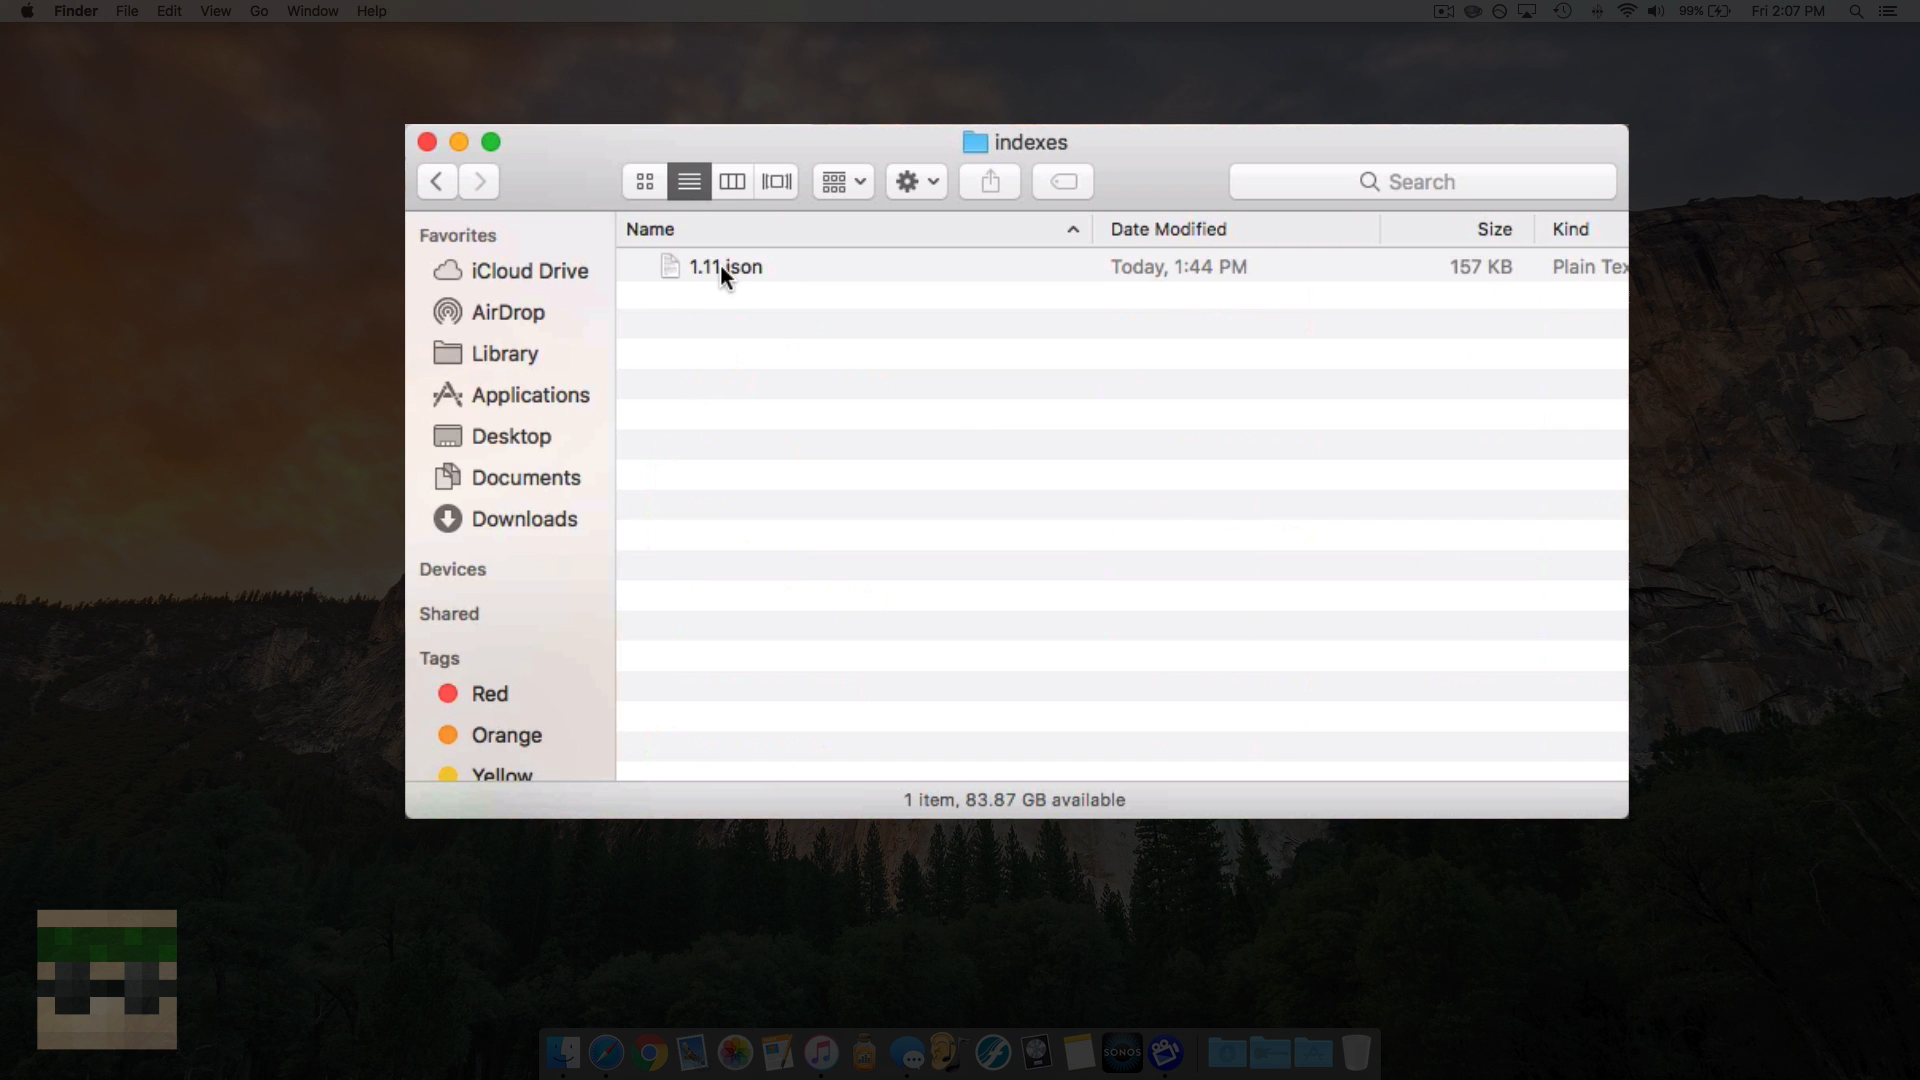 Finder File Edit View Go Window Help 99% Fri 2:07 PM
indexes
Search
Name Date Modified Size Kind
1.11.json Today, 1:44 PM 157 KB Plain Tex
Favorites
iCloud Drive
AirDrop
Library
Applications
Desktop
Documents
Downloads
Devices
Shared
Tags
Red
Orange
Yellow
1 item, 83.87 GB available
SONOS